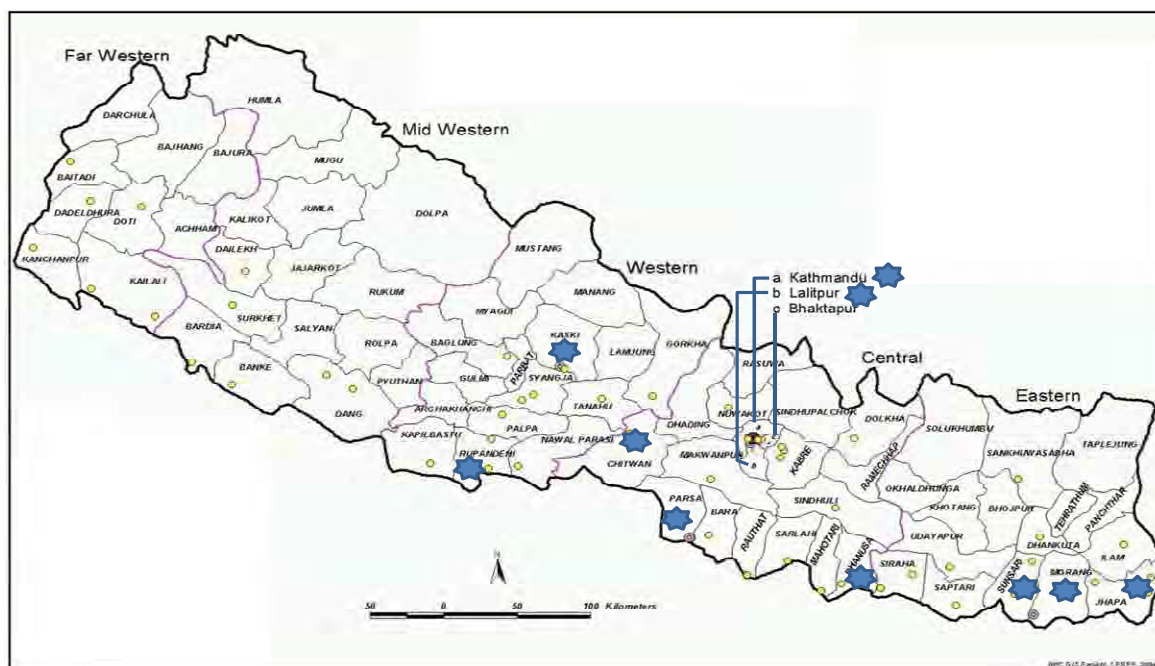 Far Western
HUMLA
DARCHULA
Mid Western
BAJHANG
BAJURA
MUGU
BAITADI
DADELDHURA
DOTI
JUMLA
DOLPA
ACHHAM
KALIKOT
MUSTANG
DAILEKH
KANCHANPUR
JAJARKOT
Western
a Kathmandu
b Lalitpur
c Bhaktapur
KAILALI
RUKUM
MANANG
SURKHET
MYAGDI
BARDIA
SALYAN
KASKI
ROLPA
BAGLUNG
LAMJUNG
GORKHA
RASUWA
Central
PARBAT
BANKE
PYUTHAN
GULMI
SYANGJA
Eastern
DANG
ARGHAKHANCHI
TANAHU
NUWAKOT
SINDHUPALCHOK
DOLKHA
SOLUKHUMBU
PALPA
DHADING
a
KAPILBASTU
NAWAL PARASI
SANKHUWASABHA
TAPLEJUNG
RUPANDEHI
CHITWAN
MAKWANPUR
b
KABRE
RAMECHHAP
OKHALDHUNGA
PARSA
BARA
SINDHULI
KHOTANG
BHOJPUR
TEHRATHUM
PANCHTHAR
RAUTHAT
SARLAHI
MAHOTARI
DHANUSA
UDAYAPUR
DHANKUTA
ILAM
SIRAHA
SAPTARI
SUNSARI
MORANG
JHAPA
N
50 0 50 100
Kilometers